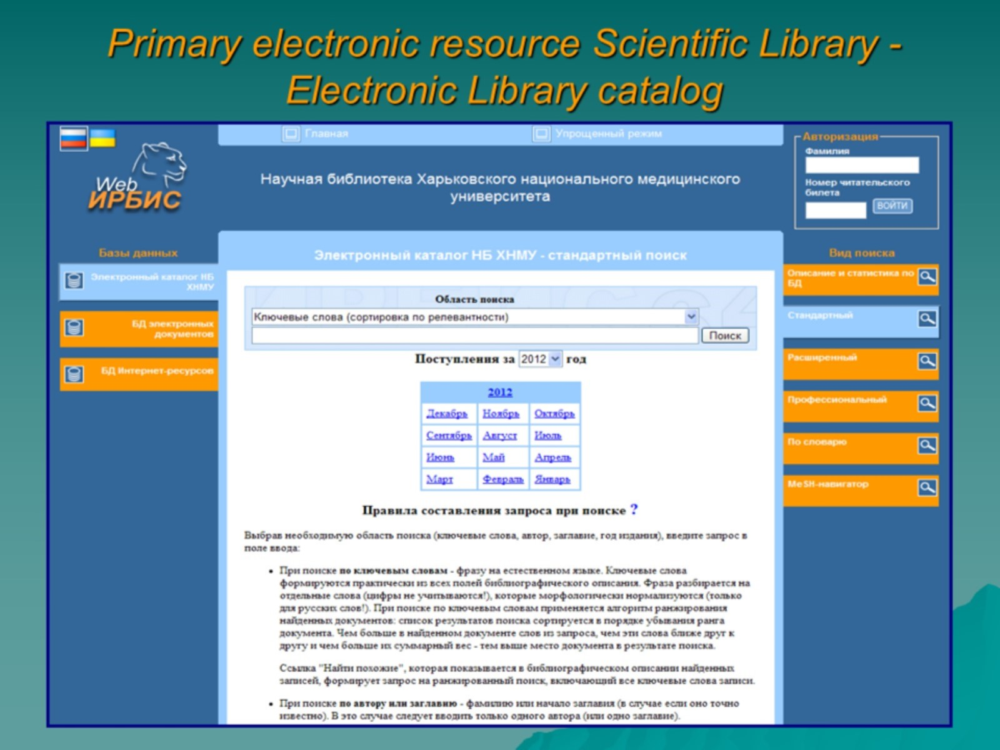 Primary electronic resource Scientific Library -
Electronic Library catalog
Главная
Упрощенный режим
Web
ИРБИС
Научная библиотека Харьковского национального медицинского
университета
Авторизация
Фамилия
Номер читательского
билета
ВОЙТИ
Базы данных
Электронный каталог НБ
ХНМУ
БД электронных
документов
БД Интернет-ресурсов
Электронный каталог НБ ХНМУ - стандартный поиск
Область поиска
Ключевые слова (сортировка по релевантности)
Поиск
Поступления за 2012 год
2012
Декабрь Ноябрь Октябрь
Сентябрь Август Июль
Июнь Май Апрель
Март Февраль Январь
Правила составления запроса при поиске ?
Выбрав необходимую область поиска (ключевые слова, автор, заглавие, год издания), введите запрос в
поле ввода:
• При поиске по ключевым словам - фразу на естественном языке. Ключевые слова
формируются практически из всех полей библиографического описания. Фраза разбирается на
отдельные слова (цифры не учитываются!), которые морфологически нормализуются (только
для русских слов!). При поиске по ключевым словам применяется алгоритм ранжирования
найденных документов: список результатов поиска сортируется в порядке убывания ранга
документа. Чем больше в найденном документе слов из запроса, чем эти слова ближе друг к
другу и чем больше их суммарный вес - тем выше место документа в результате поиска.
Ссылка "Найти похожие", которая показывается в библиографическом описании найденных
записей, формирует запрос на ранжированный поиск, включающий все ключевые слова записи.
• При поиске по автору или заглавию - фамилию или начало заглавия (в случае если оно точно
известно). В это случае следует вводить только одного автора (или одно заглавие).
Вид поиска
Описание и статистика по
БД
Стандартный
Расширенный
Профессиональный
По словарю
MeSH-навигатор